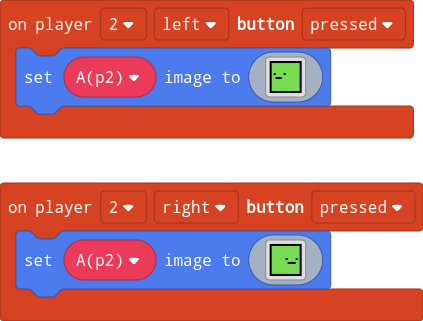 on player 2 left button pressed
set A(p2) image to
on player 2 right button pressed
set A(p2) image to